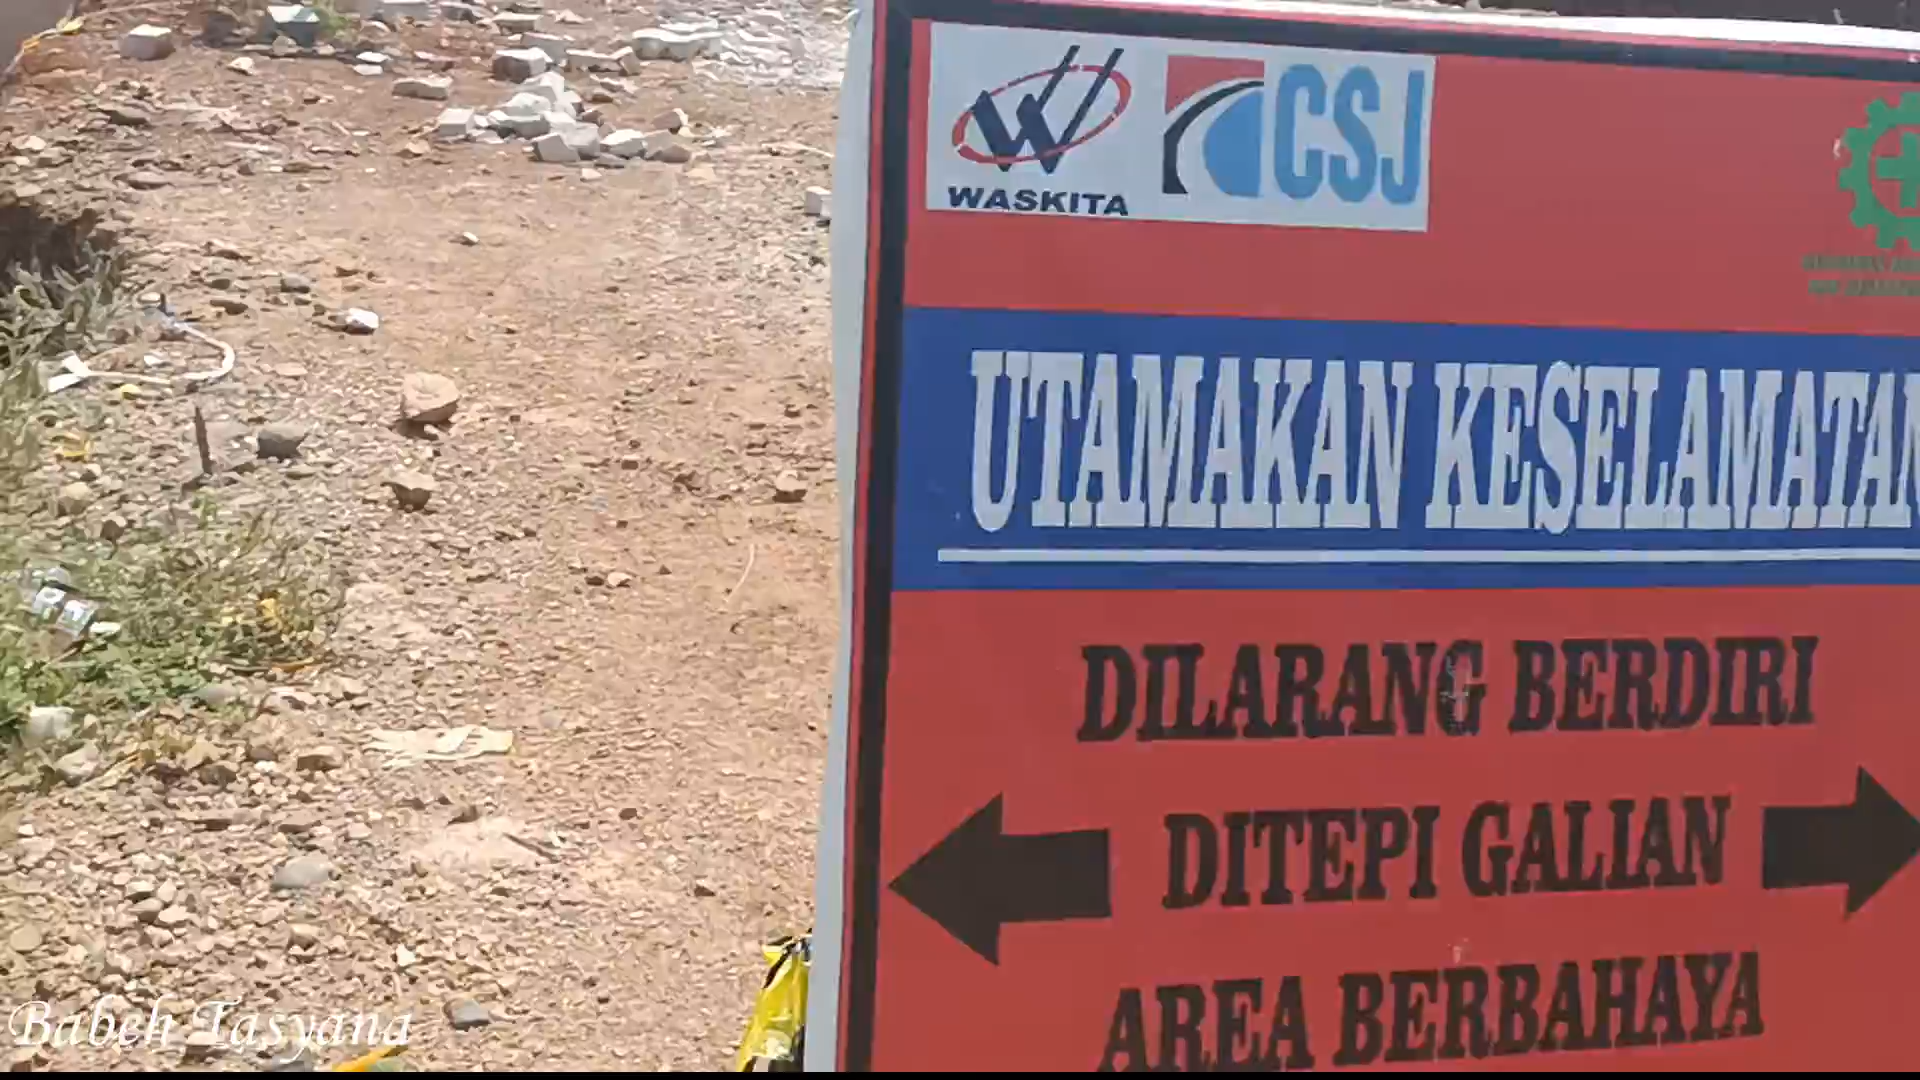 WASKITA
CSJ
UTAMAKAN KESELAMATAN
DILARANG BERDIRI
DITEPI GALIAN
AREA BERBAHAYA
Babeh Tasyana